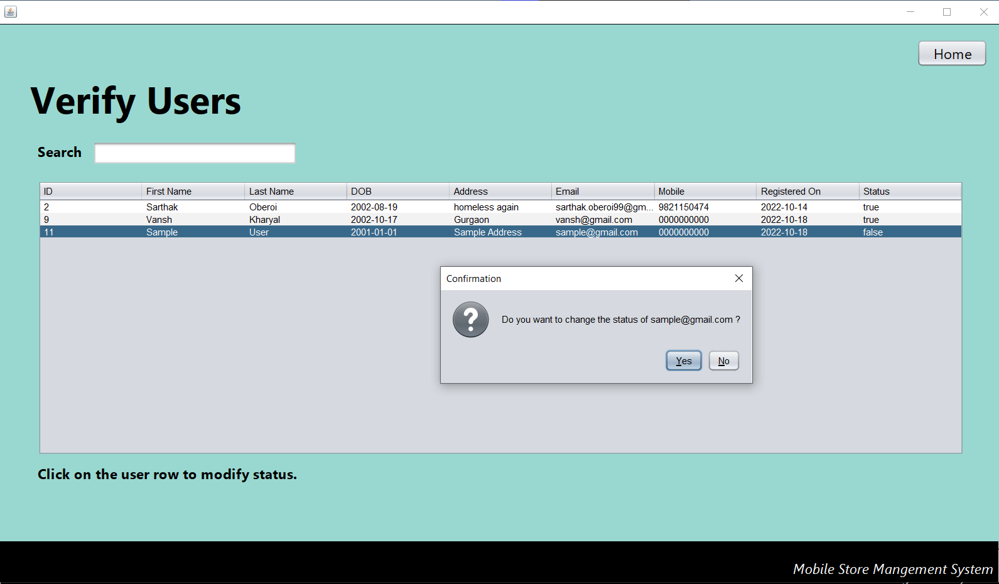 Home
Verify Users
Search
ID First Name Last Name DOB Address Email Mobile Registered On Status
2 Sarthak Oberoi 2002-08-19 homeless again sarthak.oberoi99@gm... 9821150474 2022-10-14 true
9 Vansh Kharyal 2002-10-17 Gurgaon vansh@gmail.com 0000000000 2022-10-18 true
11 Sample User 2001-01-01 Sample Address sample@gmail.com 0000000000 2022-10-18 false
Confirmation
Do you want to change the status of sample@gmail.com ?
Yes No
Click on the user row to modify status.
Mobile Store Mangement System